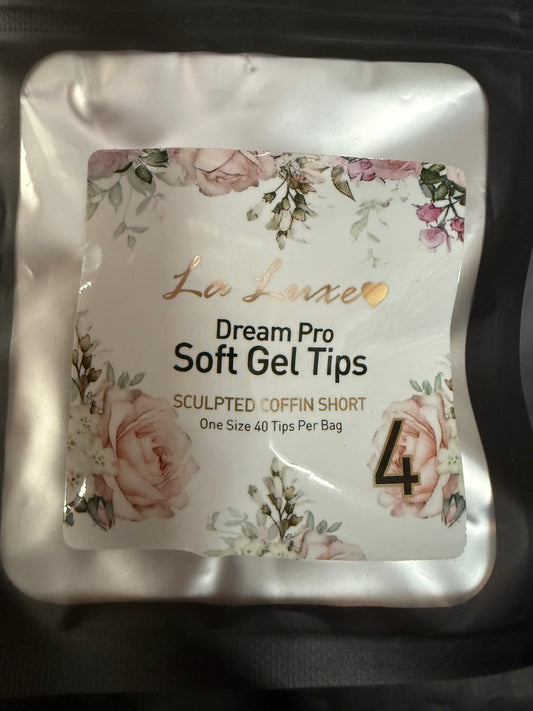 La Luxe
Dream Pro
Soft Gel Tips
SCULPTED COFFIN SHORT
One Size 40 Tips Per Bag
4